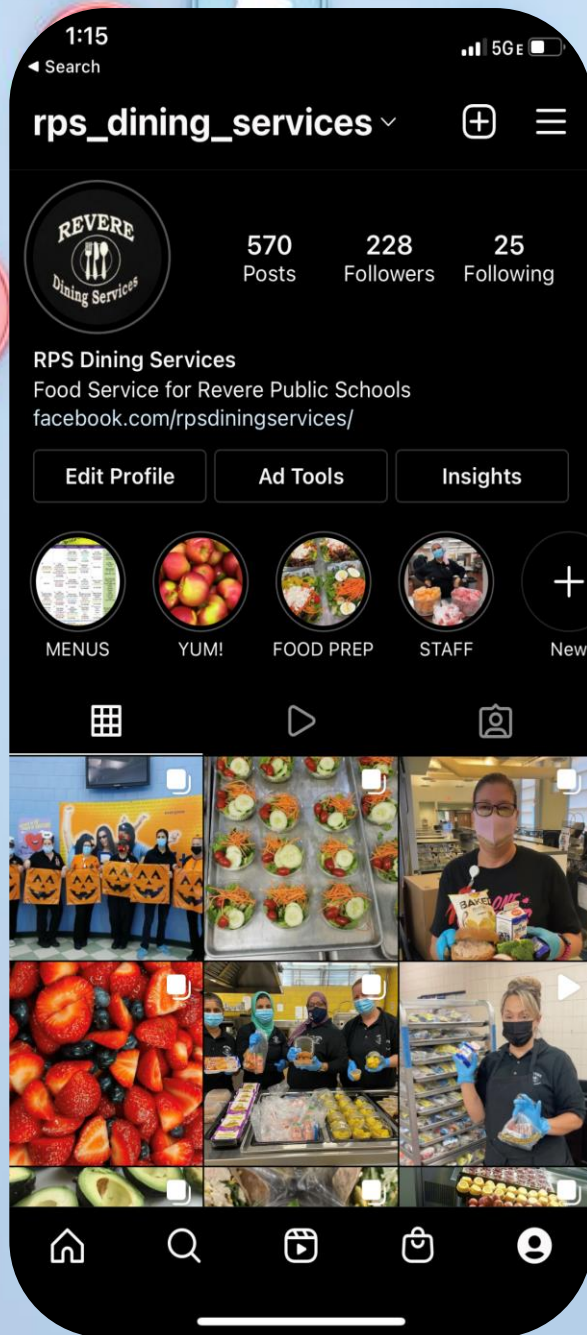 1:15
5GE
◄ Search
rps_dining_services
REVERE
Dining Services
570
Posts
228
Followers
25
Following
RPS Dining Services
Food Service for Revere Public Schools
facebook.com/rpsdiningservices/
Edit Profile
Ad Tools
Insights
MENUS
YUM!
FOOD PREP
STAFF
New
BAKED